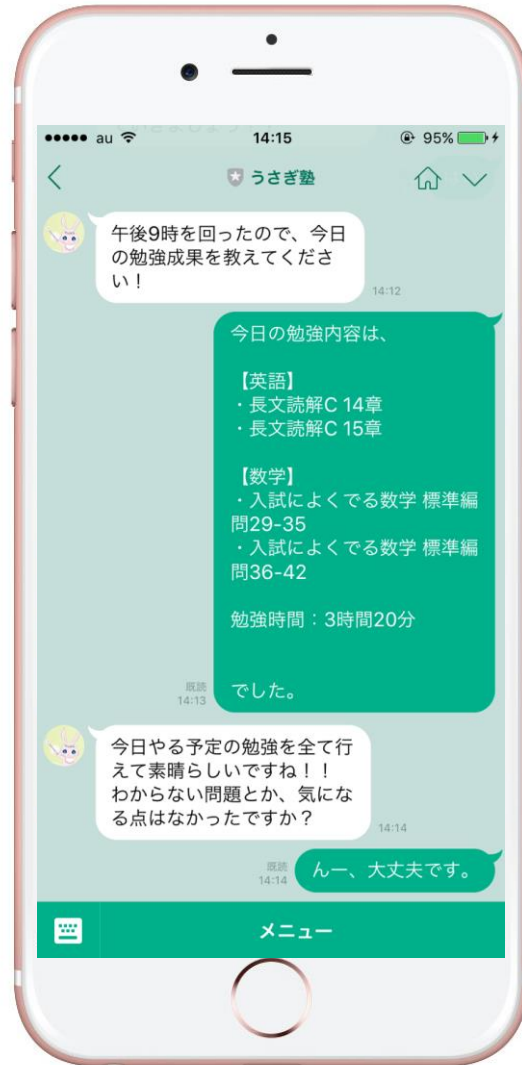 au 14:15 95%
うさぎ塾
午後9時を回ったので、今日
の勉強成果を教えてくださ
い！
14:12
今日の勉強内容は、
【英語】
・長文読解C 14章
・長文読解C 15章
【数学】
・入試によくでる数学 標準編
問29-35
・入試によくでる数学 標準編
問36-42
勉強時間：3時間20分
でした。
既読
14:13
今日やる予定の勉強を全て行
えて素晴らしいですね！！
わからない問題とか、気にな
る点はなかったですか？
14:14
既読
14:14
んー、大丈夫です。
メニュー